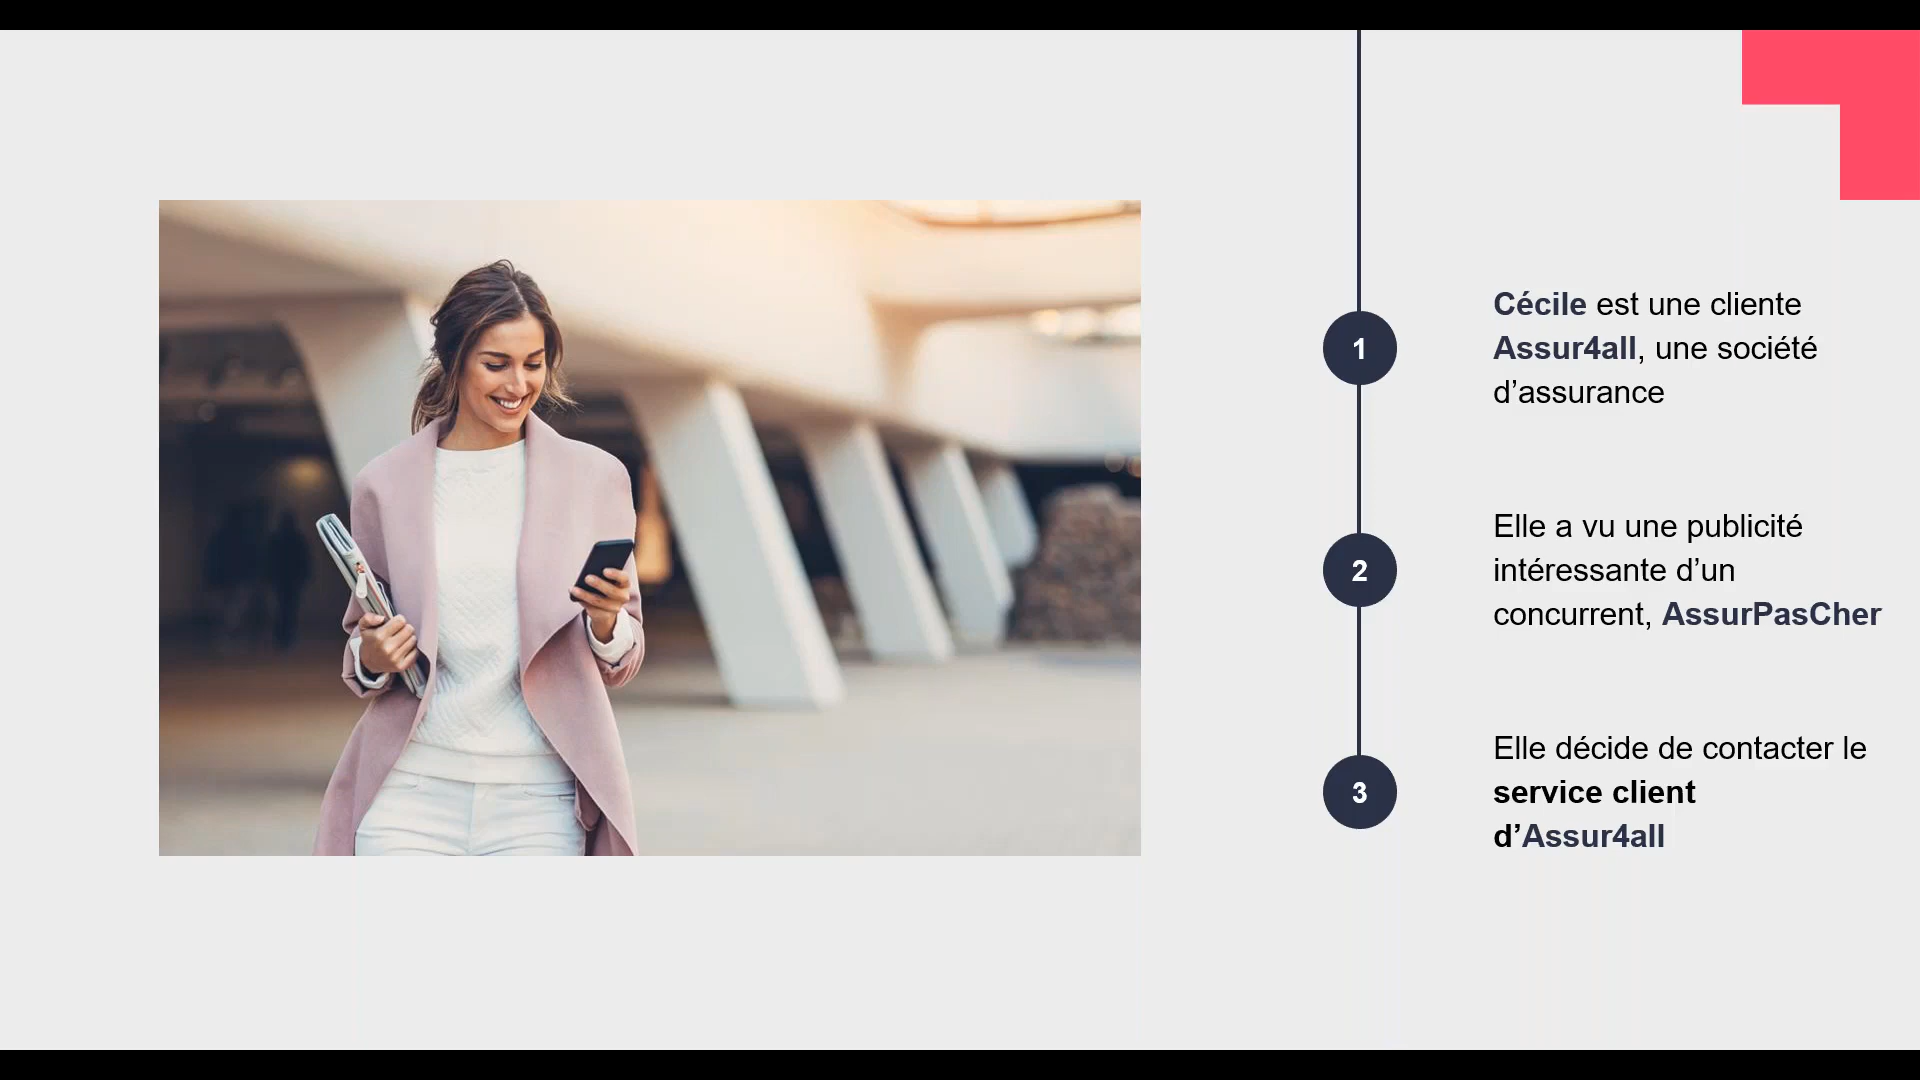 1
Cécile est une cliente
Assur4all, une société
d’assurance
2
Elle a vu une publicité
intéressante d’un
concurrent, AssurPasCher
3
Elle décide de contacter le
service client
d’Assur4all